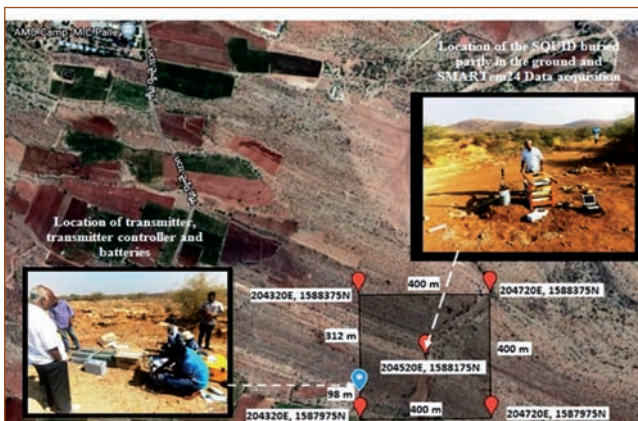 AMD Camp, M.C Palle
Location of the SQUID buried
partly in the ground and
SMARTem24 Data acquisition
Location of transmitter,
transmitter controller and
batteries
400 m
204320E, 1588375N
204720E, 1588375N
312 m
400 m
204520E, 1588175N
98 m
400 m
204320E, 1587975N
204720E, 1587975N